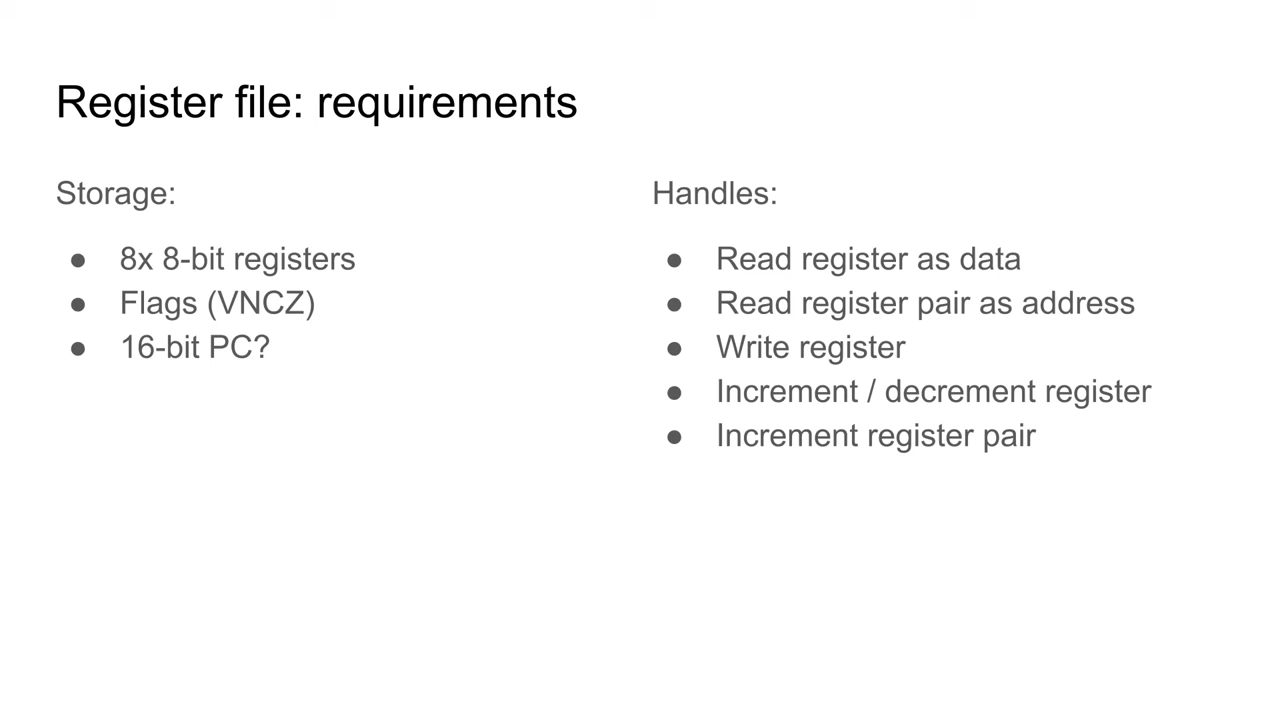 Register file: requirements
Storage:
● 8x 8-bit registers
● Flags (VNCZ)
● 16-bit PC?
Handles:
● Read register as data
● Read register pair as address
● Write register
● Increment / decrement register
● Increment register pair